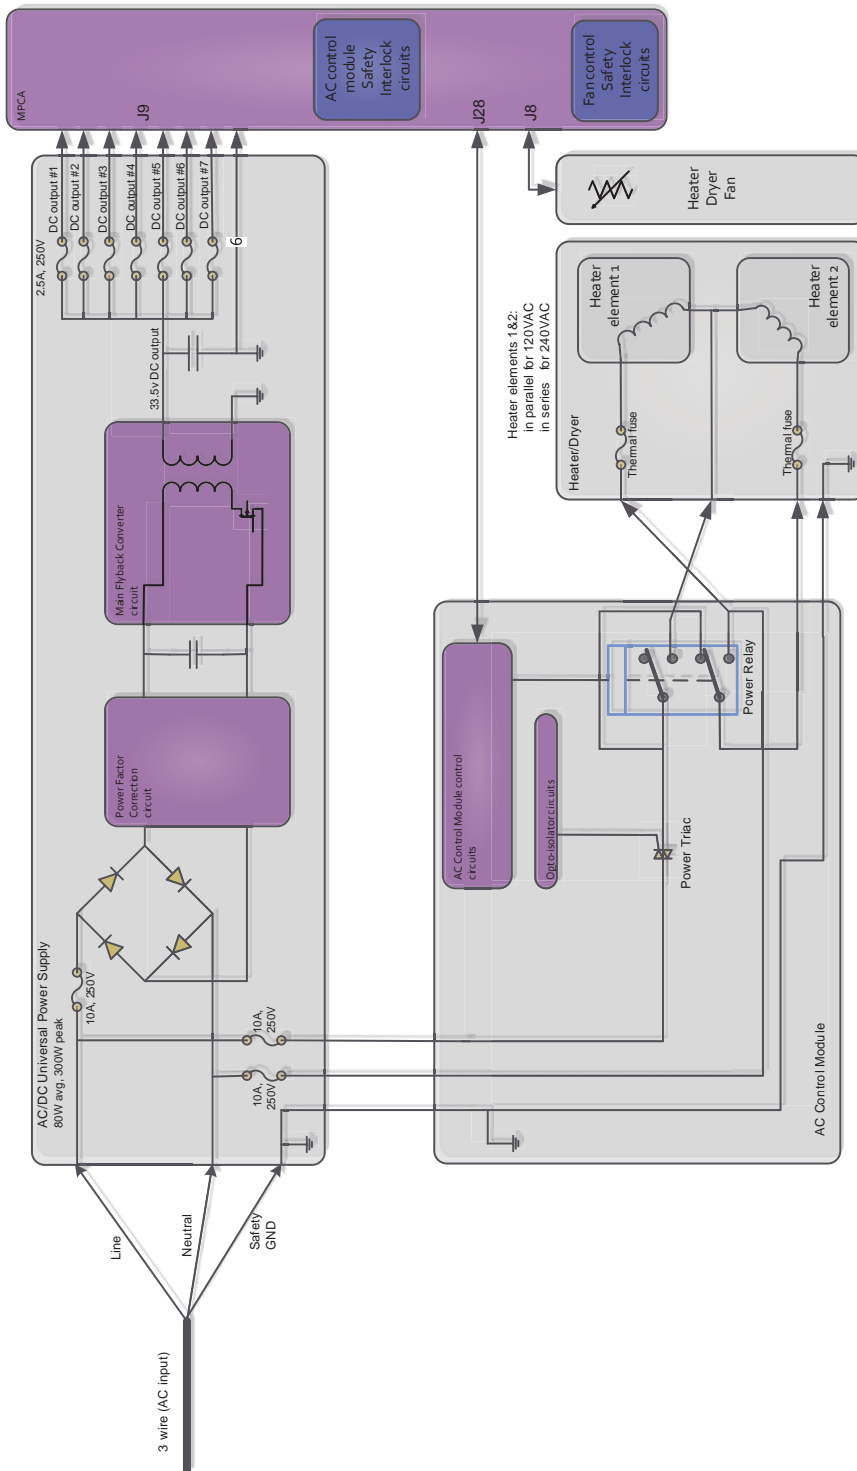 3 wire (AC input)
Line
Neutral
Safety
GND
AC/DC Universal Power Supply
80W avg, 300W peak
10A, 250V
10A,
250V
10A,
250V
Power Factor
Correction
circuit
Main Flyback Converter
circuit
33.5v DC output
2.5A, 250V
DC output #1
DC output #2
DC output #3
DC output #4
DC output #5
DC output #6
DC output #7
6
MPCA
J9
AC control
module
Safety
Interlock
circuits
J28
J8
Fan control
Safety
Interlock
circuits
Heater
Dryer
Fan
Heater elements 1&2:
in parallel for 120VAC
in series for 240VAC
Heater/Dryer
Heater
element 1
Heater
element 2
Thermal fuse
Thermal fuse
AC Control Module control
circuits
Opto-isolator circuits
Power Triac
Power Relay
AC Control Module